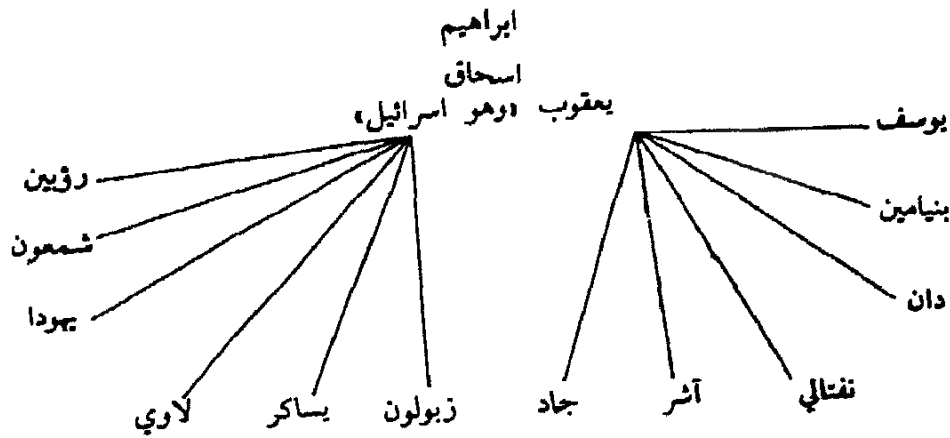 ابراهيم
اسحاق
يعقوب «وهو اسرائيل»
يوسف
رؤبين
بنيامين
شمعون
دان
يهودا
نفتالي
آشر
جاد
زبولون
يساكر
لاوي